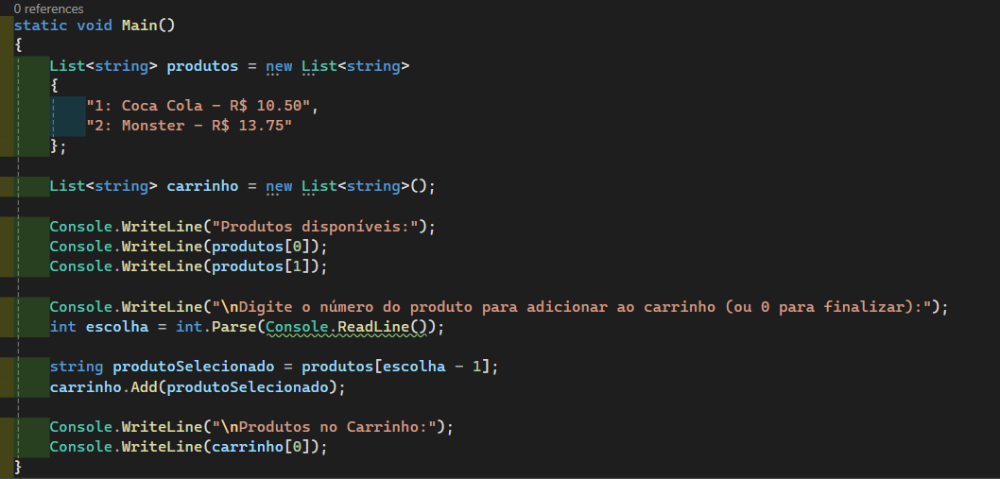 0 references
static void Main()
{
List<string> produtos = new List<string>
{
"1: Coca Cola - R$ 10.50",
"2: Monster - R$ 13.75"
};
List<string> carrinho = new List<string>();
Console.WriteLine("Produtos disponíveis:");
Console.WriteLine(produtos[0]);
Console.WriteLine(produtos[1]);
Console.WriteLine("\nDigite o número do produto para adicionar ao carrinho (ou 0 para finalizar):");
int escolha = int.Parse(Console.ReadLine());
string produtoSelecionado = produtos[escolha - 1];
carrinho.Add(produtoSelecionado);
Console.WriteLine("\nProdutos no Carrinho:");
Console.WriteLine(carrinho[0]);
}